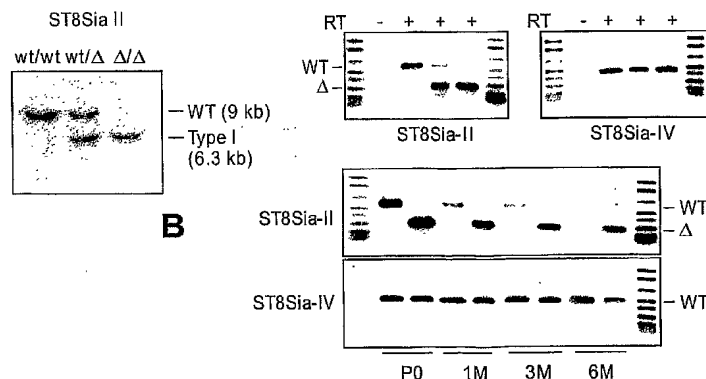 ST8Sia II
wt/wt wt/Δ Δ/Δ
WT (9 kb)
Type I
(6.3 kb)
B
RT - + + +
WT
Δ
ST8Sia-II
RT - + + +
ST8Sia-IV
ST8Sia-II
WT
Δ
ST8Sia-IV
WT
P0 1M 3M 6M